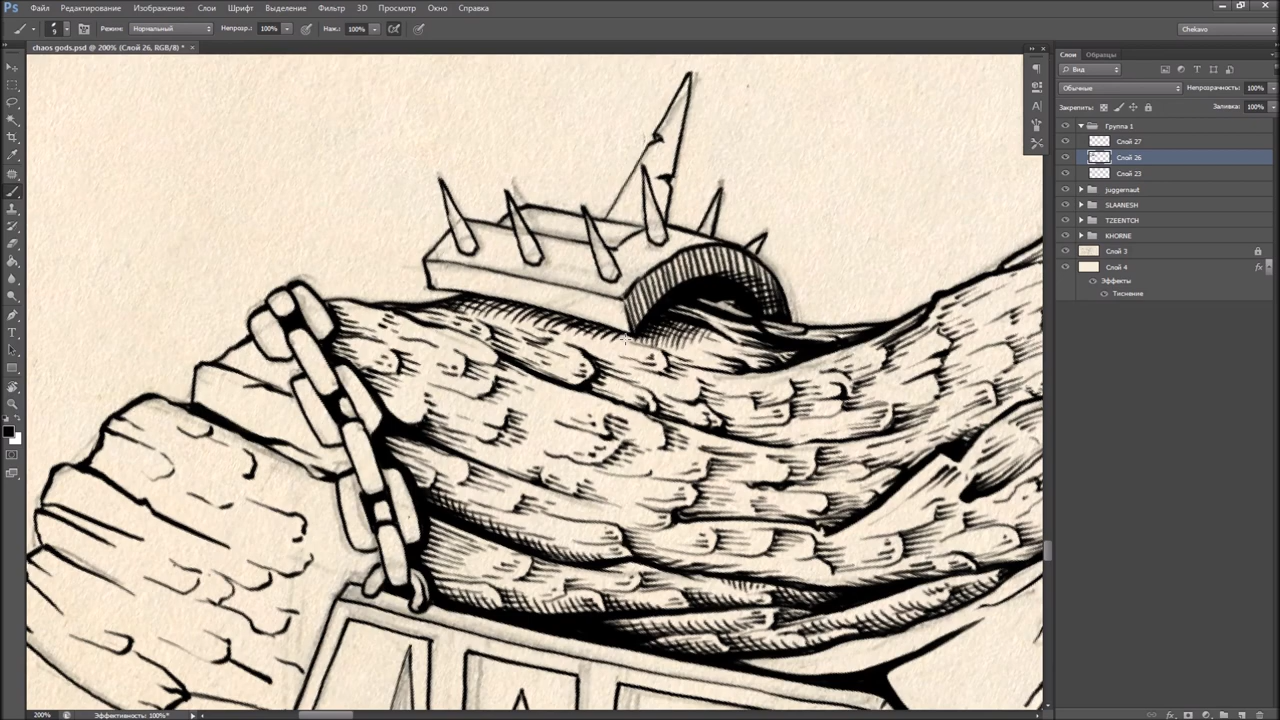 Ps Файл Редактирование Изображение Слои Шрифт Выделение Фильтр 3D Просмотр Окно Справка
9 Режим: Нормальный Непрозр.: 100% Наж.: 100% Chekavo
chaos gods.psd @ 200% (Слой 26, RGB/8) * ×
Слои Образцы
Вид
Обычные Непрозрачность: 100%
Закрепить: Заливка: 100%
Группа 1
Слой 27
Слой 26
Слой 23
juggernaut
SLAANESH
TZEENTCH
KHORNE
Слой 3
Слой 4 fx
Эффекты
Тиснение
200% Эффективность: 100%*